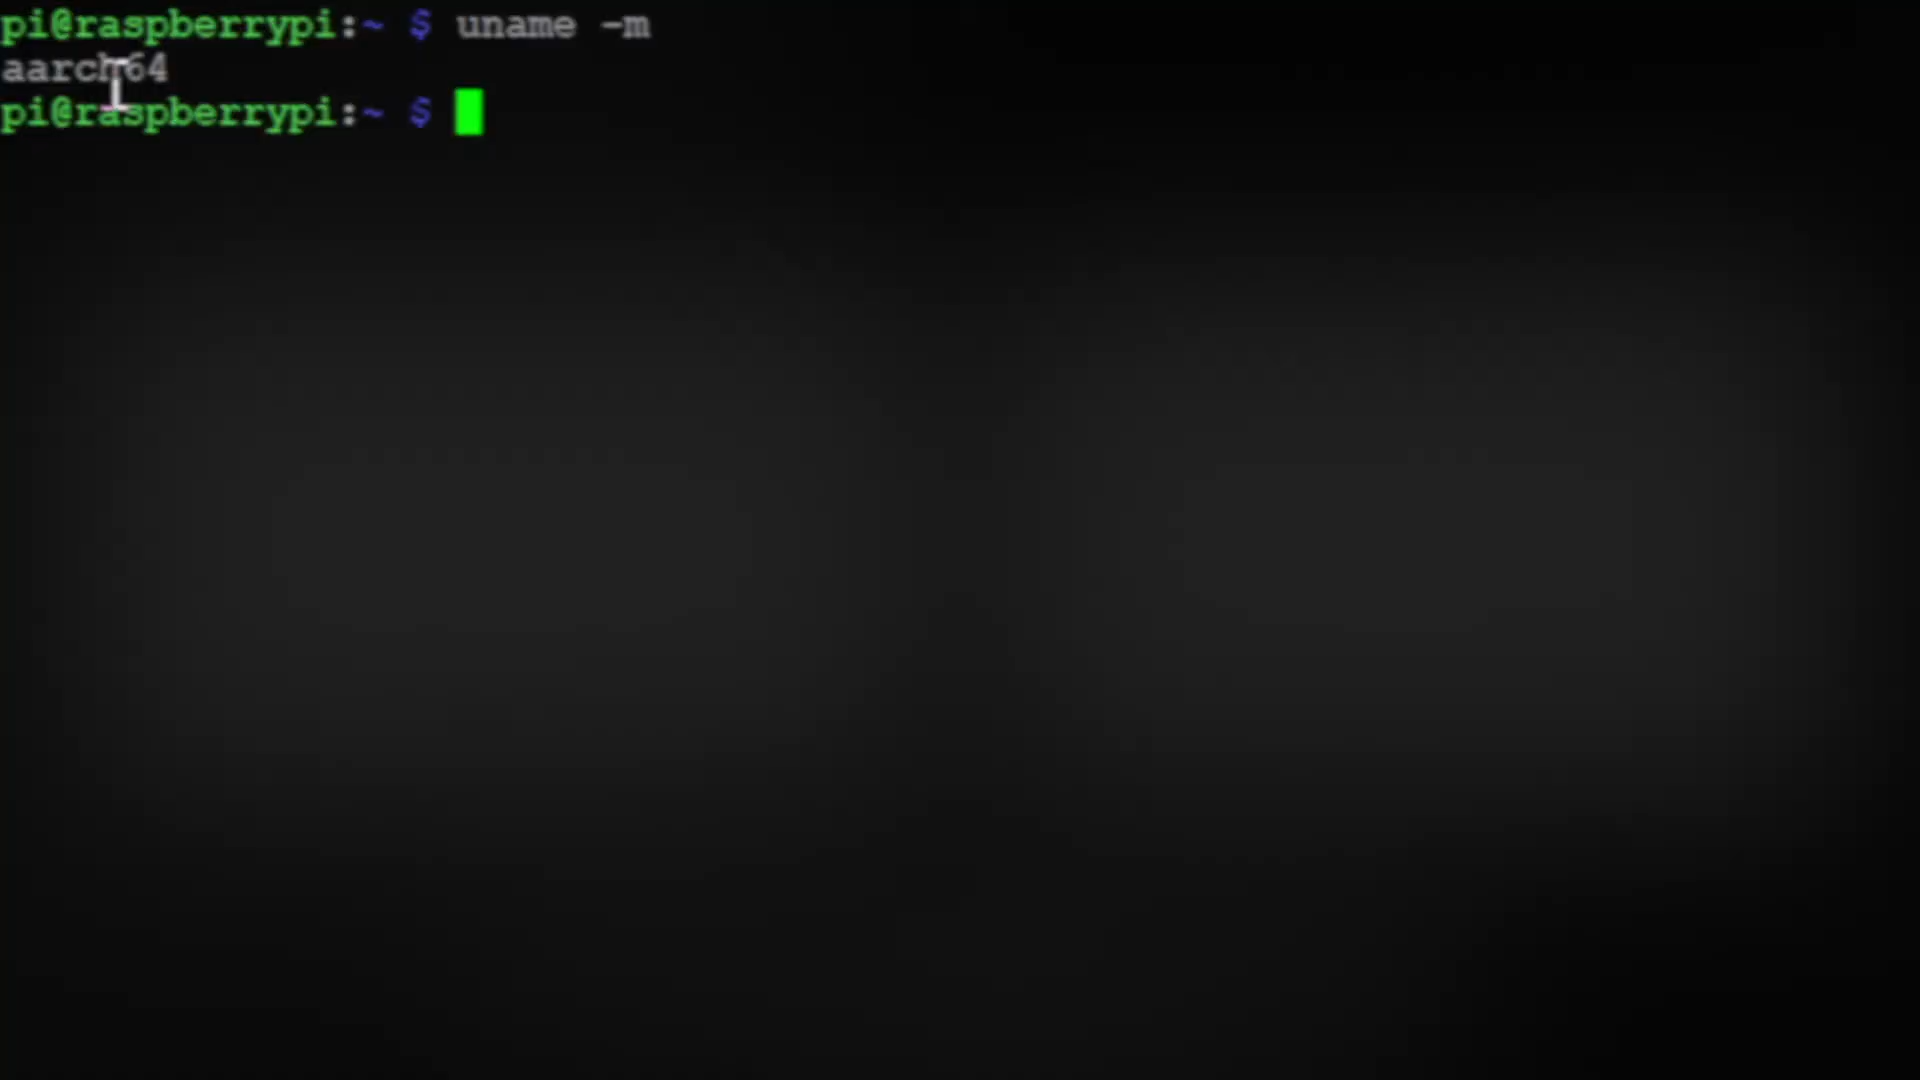 pi@raspberrypi:~ $ uname -m
aarch64
pi@raspberrypi:~ $